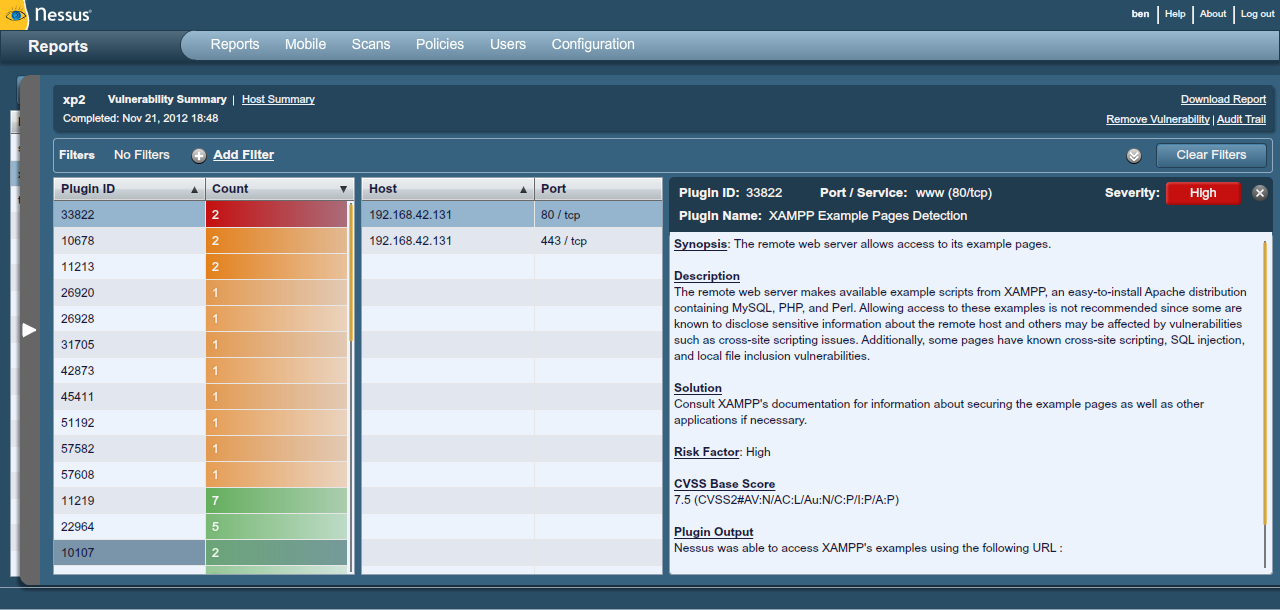 Nessus
ben | Help | About | Log out
Reports
Reports Mobile Scans Policies Users Configuration
xp2 Vulnerability Summary | Host Summary
Completed: Nov 21, 2012 18:48
Download Report
Remove Vulnerability | Audit Trail
Filters No Filters Add Filter
Clear Filters
Plugin ID Count
33822 2
10678 2
11213 2
26920 1
26928 1
31705 1
42873 1
45411 1
51192 1
57582 1
57608 1
11219 7
22964 5
10107 2
Host Port
192.168.42.131 80 / tcp
192.168.42.131 443 / tcp
Plugin ID: 33822 Port / Service: www (80/tcp) Severity: High
Plugin Name: XAMPP Example Pages Detection
Synopsis: The remote web server allows access to its example pages.
Description
The remote web server makes available example scripts from XAMPP, an easy-to-install Apache distribution
containing MySQL, PHP, and Perl. Allowing access to these examples is not recommended since some are
known to disclose sensitive information about the remote host and others may be affected by vulnerabilities
such as cross-site scripting issues. Additionally, some pages have known cross-site scripting, SQL injection,
and local file inclusion vulnerabilities.
Solution
Consult XAMPP's documentation for information about securing the example pages as well as other
applications if necessary.
Risk Factor: High
CVSS Base Score
7.5 (CVSS2#AV:N/AC:L/Au:N/C:P/I:P/A:P)
Plugin Output
Nessus was able to access XAMPP's examples using the following URL :